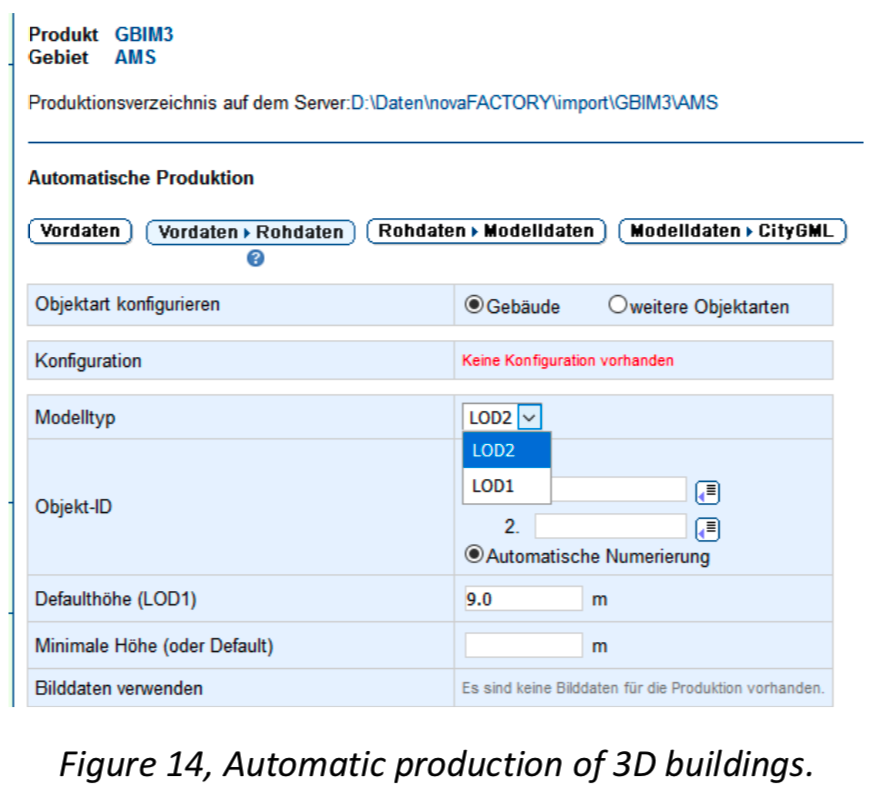 Produkt GBIM3
Gebiet AMS
Produktionsverzeichnis auf dem Server:D:\Daten\novaFACTORY\import\GBIM3\AMS
Automatische Produktion
Vordaten Vordaten▸Rohdaten Rohdaten▸Modelldaten Modelldaten▸CityGML
?
Objektart konfigurieren Gebäude weitere Objektarten
Konfiguration Keine Konfiguration vorhanden
Modelltyp LOD2
LOD2
LOD1
Objekt-ID
2.
Automatische Numerierung
Defaulthöhe (LOD1) 9.0 m
Minimale Höhe (oder Default) m
Bilddaten verwenden Es sind keine Bilddaten für die Produktion vorhanden.
Figure 14, Automatic production of 3D buildings.